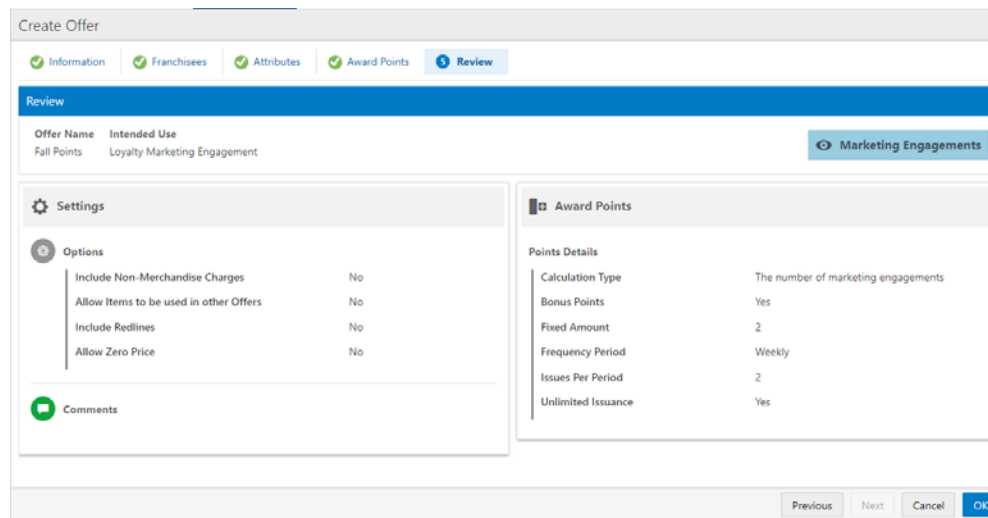 Create Offer
Information Franchisees Attributes Award Points 5 Review
Review
Offer Name Intended Use
Fall Points Loyalty Marketing Engagement
Marketing Engagements
Settings
Options
Include Non-Merchandise Charges No
Allow Items to be used in other Offers No
Include Redlines No
Allow Zero Price No
Comments
Award Points
Points Details
Calculation Type The number of marketing engagements
Bonus Points Yes
Fixed Amount 2
Frequency Period Weekly
Issues Per Period 2
Unlimited Issuance Yes
Previous Next Cancel OK